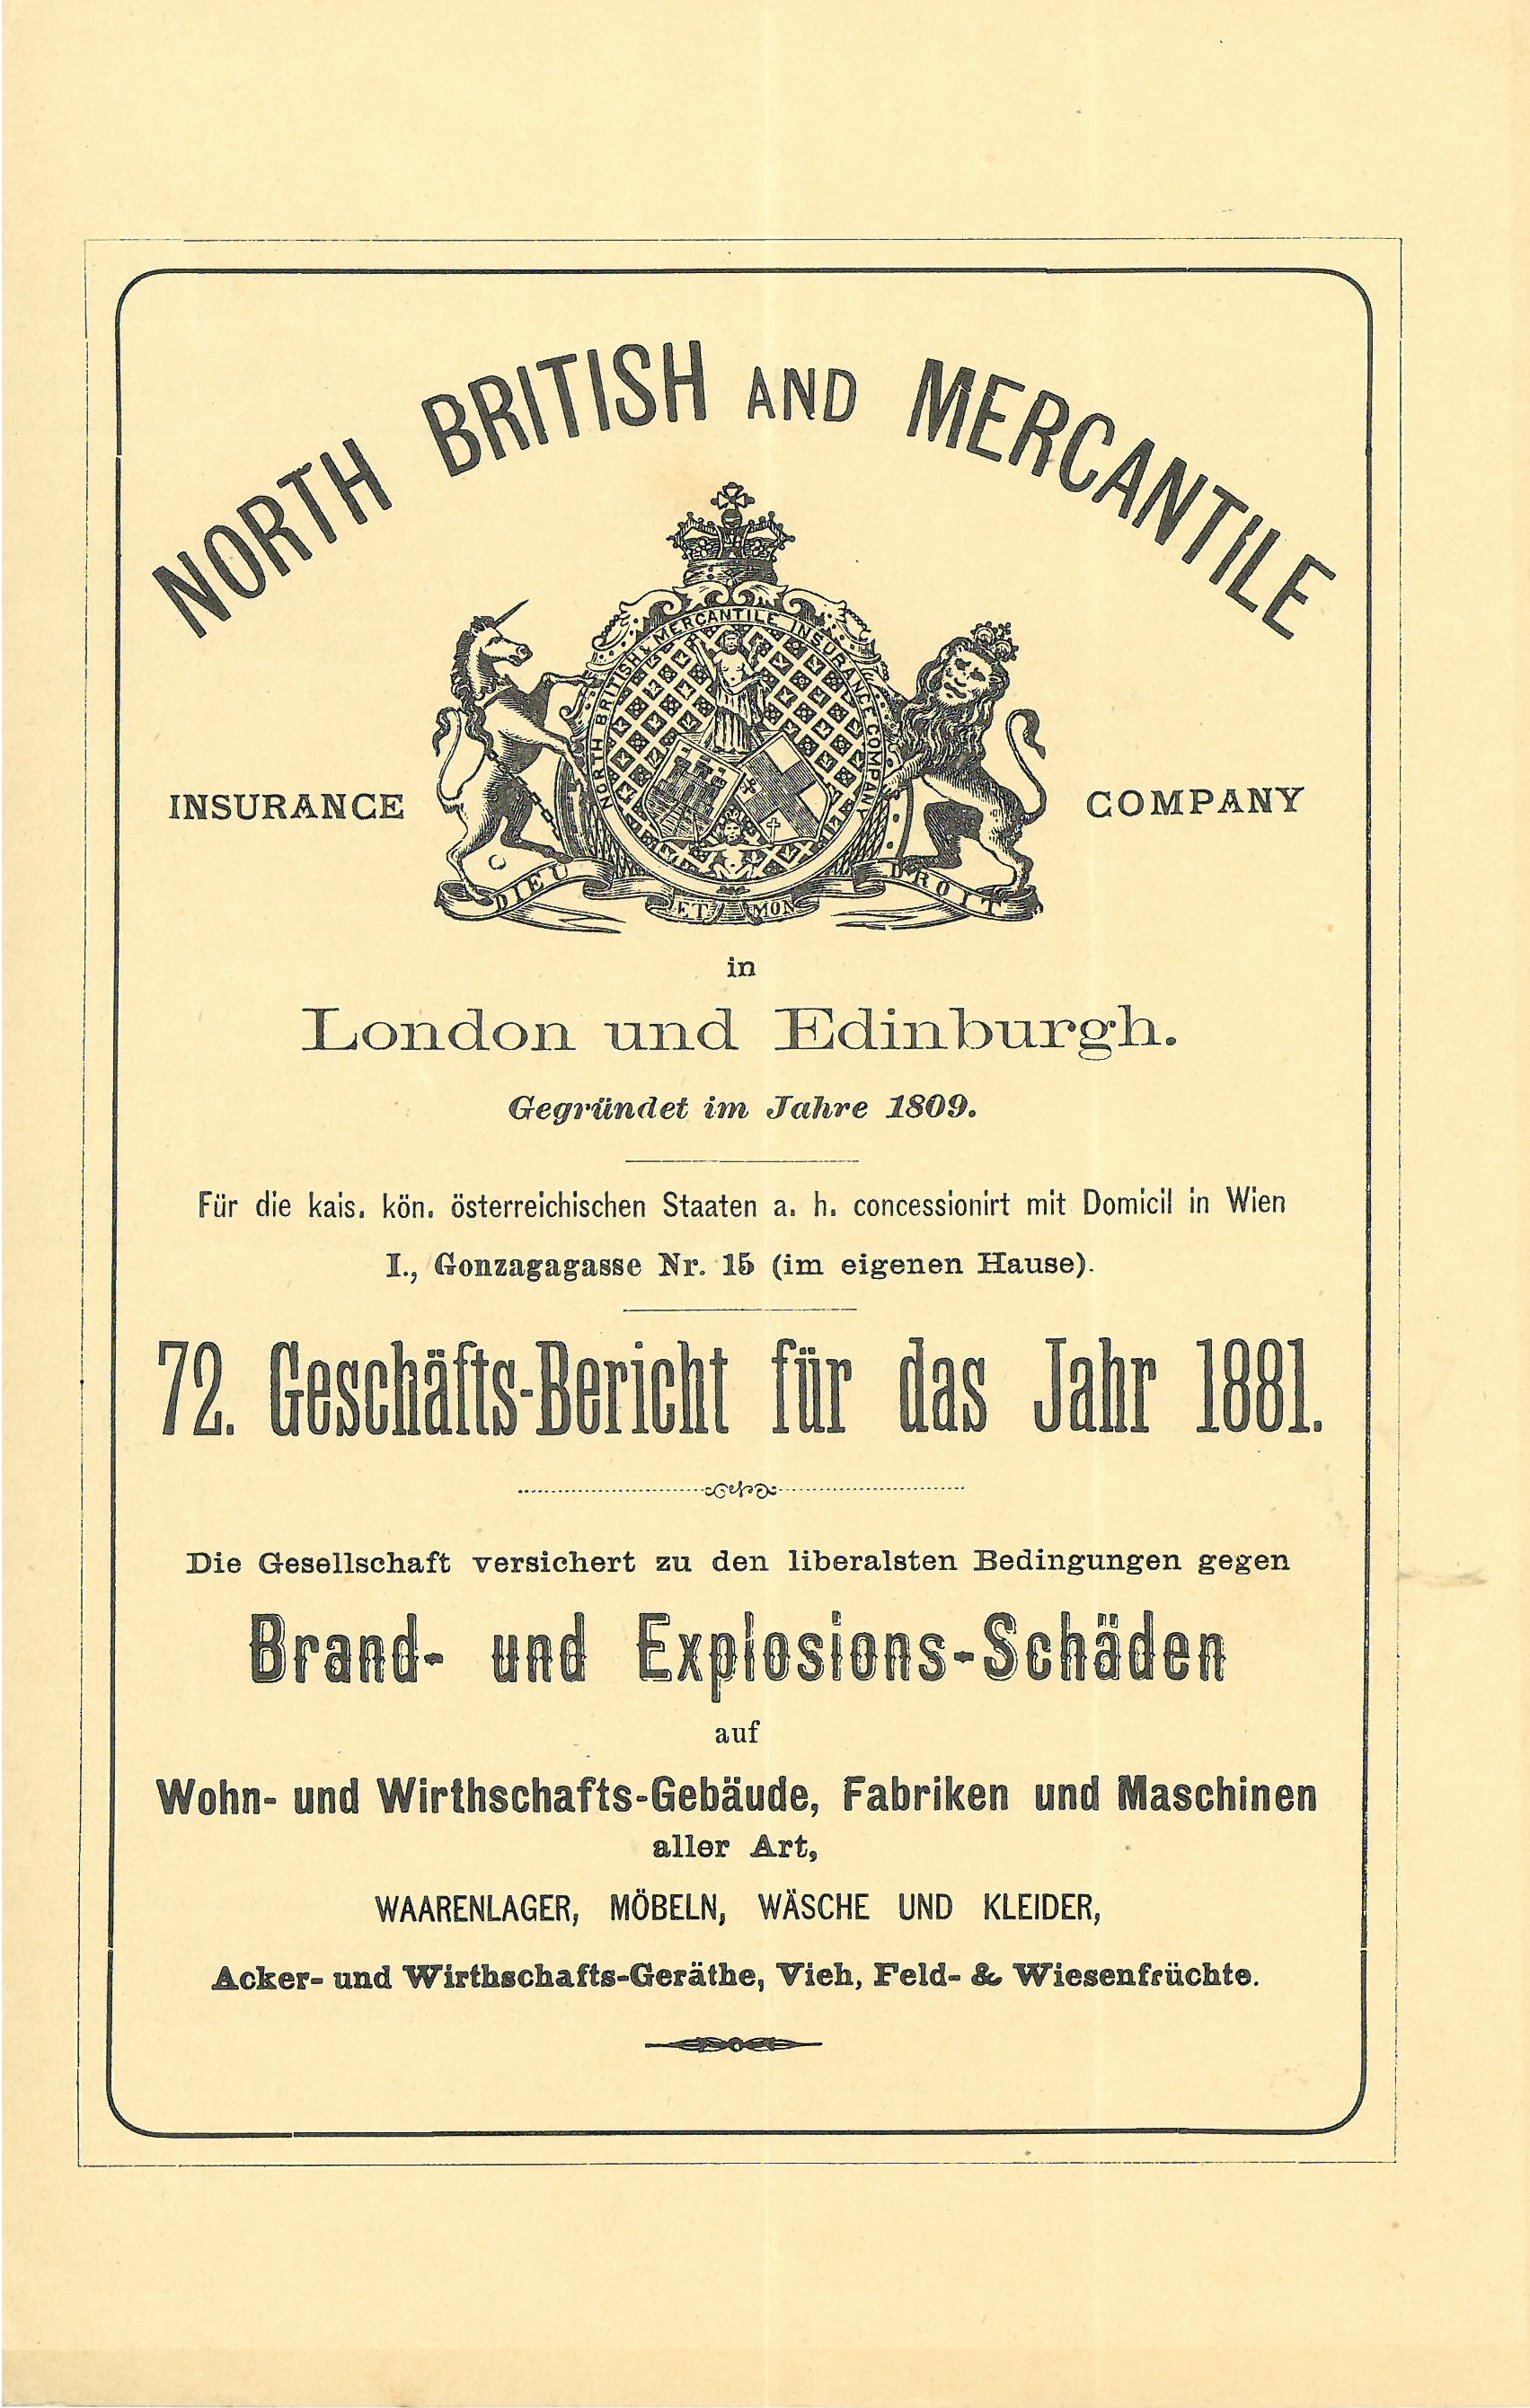 NORTH BRITISH AND MERCANTILE
NORTH BRITISH & MERCANTILE INSURANCE COMPANY
INSURANCE COMPANY
DIEU ET MON DROIT
in
London und Edinburgh.
Gegründet im Jahre 1809.
Für die kais. kön. österreichischen Staaten a. h. concessionirt mit Domicil in Wien
I., Gonzagagasse Nr. 15 (im eigenen Hause).
72. Geschäfts-Bericht für das Jahr 1881.
Die Gesellschaft versichert zu den liberalsten Bedingungen gegen
Brand- und Explosions-Schäden
auf
Wohn- und Wirthschafts-Gebäude, Fabriken und Maschinen
aller Art,
WAARENLAGER, MÖBELN, WÄSCHE UND KLEIDER,
Acker- und Wirthschafts-Geräthe, Vieh, Feld- & Wiesenfrüchte.